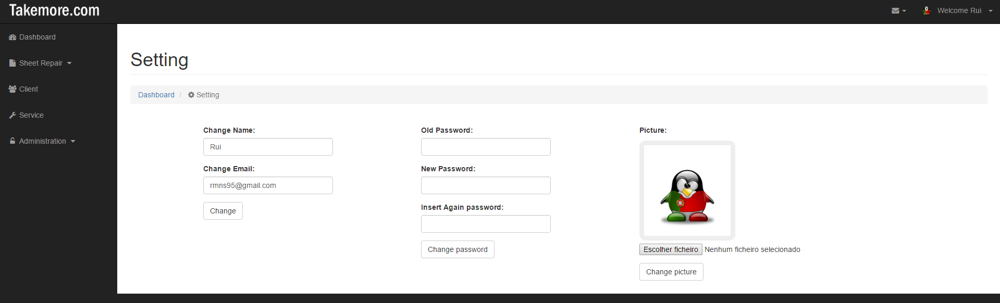 Takemore.com
Welcome Rui
Dashboard
Sheet Repair
Client
Service
Administration
Setting
Dashboard / Setting
Change Name:
Rui
Change Email:
rmns95@gmail.com
Change
Old Password:
New Password:
Insert Again password:
Change password
Picture:
Escolher ficheiro Nenhum ficheiro selecionado
Change picture